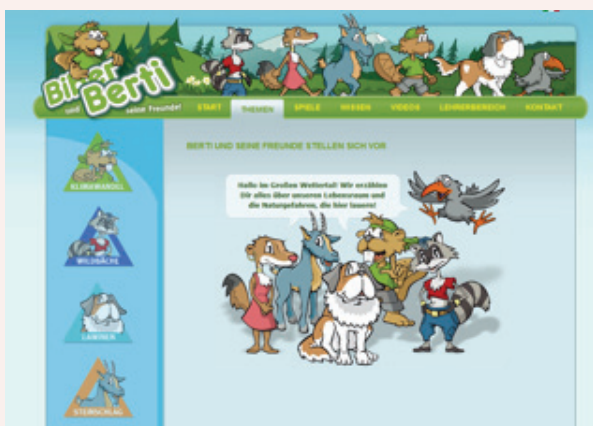 Biber
und Berti
seine Freunde!
START THEMEN SPIELE WISSEN VIDEOS LEHRERBEREICH KONTAKT
BERTI UND SEINE FREUNDE STELLEN SICH VOR
Hallo im Großen Wettertal! Wir erzählen
Dir alles über unseren Lebensraum und
die Naturgefahren, die hier lauern!
KLIMAWANDEL
WILDBÄCHE
LAWINEN
STEINSCHLAG